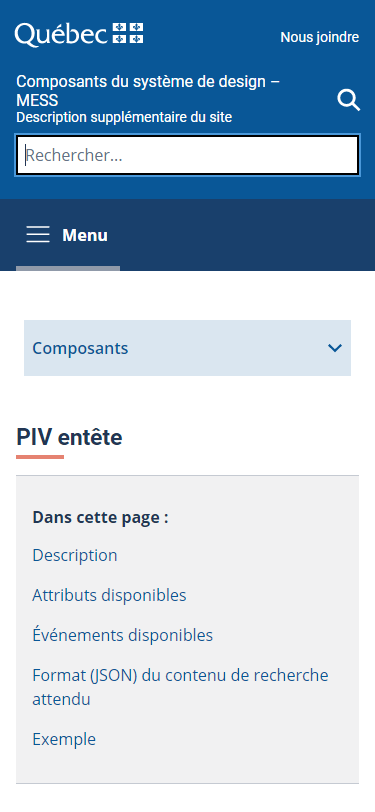 Québec
Nous joindre
Composants du système de design –
MESS
Description supplémentaire du site
Rechercher...
Menu
Composants
PIV entête
Dans cette page :
Description
Attributs disponibles
Événements disponibles
Format (JSON) du contenu de recherche
attendu
Exemple